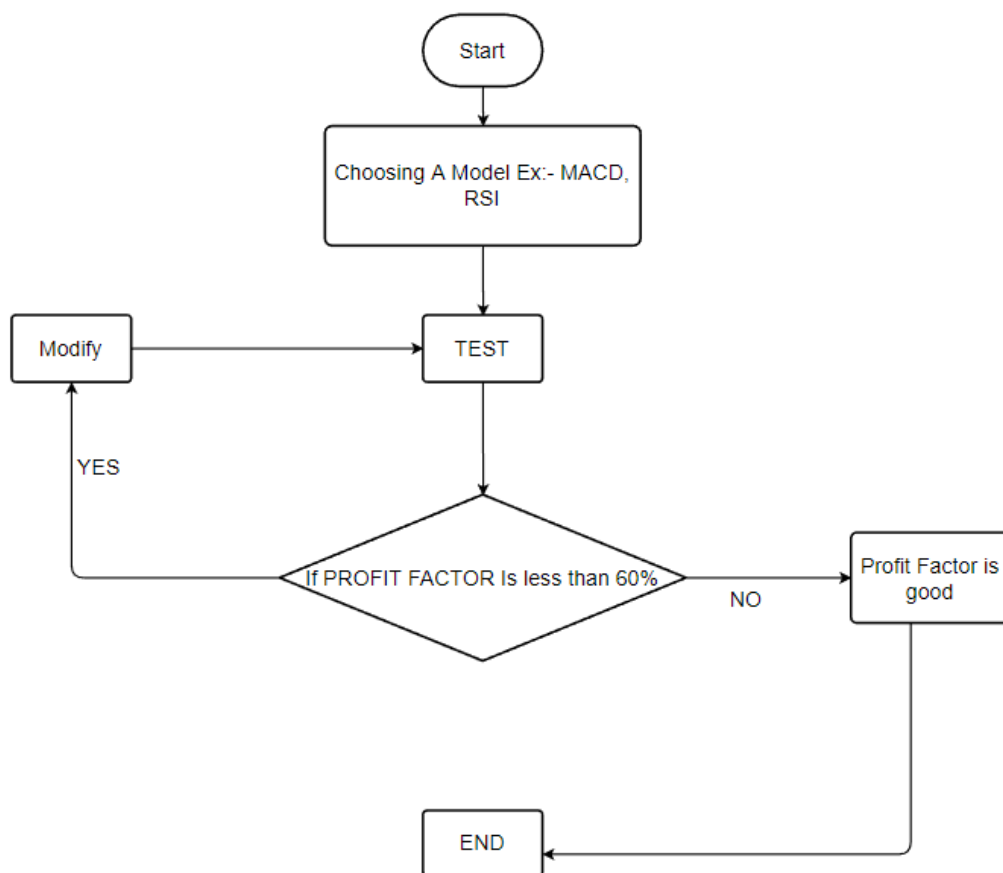 Start
Choosing A Model Ex:- MACD,
RSI
Modify
TEST
YES
If PROFIT FACTOR Is less than 60%
NO
Profit Factor is
good
END